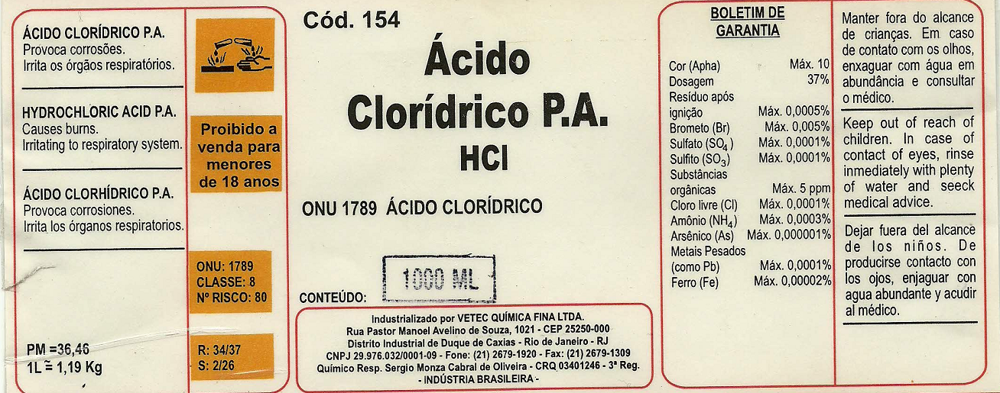 ÁCIDO CLORÍDRICO P.A.
Provoca corrosões.
Irrita os órgãos respiratórios.
HYDROCHLORIC ACID P.A.
Causes burns.
Irritating to respiratory system.
ÁCIDO CLORHÍDRICO P.A.
Provoca corrosiones.
Irrita los órganos respiratorios.
PM =36,46
1L ≅ 1,19 Kg
Proibido a
venda para
menores
de 18 anos
ONU: 1789
CLASSE: 8
Nº RISCO: 80
R: 34/37
S: 2/26
Cód. 154
Ácido
Clorídrico P.A.
HCl
ONU 1789 ÁCIDO CLORÍDRICO
CONTEÚDO: 1000 ML
Industrializado por VETEC QUÍMICA FINA LTDA.
Rua Pastor Manoel Avelino de Souza, 1021 - CEP 25250-000
Distrito Industrial de Duque de Caxias - Rio de Janeiro - RJ
CNPJ 29.976.032/0001-09 - Fone: (21) 2679-1920 - Fax: (21) 2679-1309
Químico Resp. Sergio Monza Cabral de Oliveira - CRQ 03401246 - 3ª Reg.
- INDÚSTRIA BRASILEIRA -
BOLETIM DE
GARANTIA
Cor (Apha) Máx. 10
Dosagem 37%
Resíduo após
ignição Máx. 0,0005%
Brometo (Br) Máx. 0,005%
Sulfato (SO₄) Máx. 0,0001%
Sulfito (SO₃) Máx. 0,0001%
Substâncias
orgânicas Máx. 5 ppm
Cloro livre (Cl) Máx. 0,0001%
Amônio (NH₄) Máx. 0,0003%
Arsênico (As) Máx. 0,000001%
Metais Pesados
(como Pb) Máx. 0,0001%
Ferro (Fe) Máx. 0,00002%
Manter fora do alcance
de crianças. Em caso
de contato com os olhos,
enxaguar com água em
abundância e consultar
o médico.
Keep out of reach of
children. In case of
contact of eyes, rinse
inmediately with plenty
of water and seeck
medical advice.
Dejar fuera del alcance
de los niños. De
producirse contacto con
los ojos, enjaguar con
agua abundante y acudir
al médico.